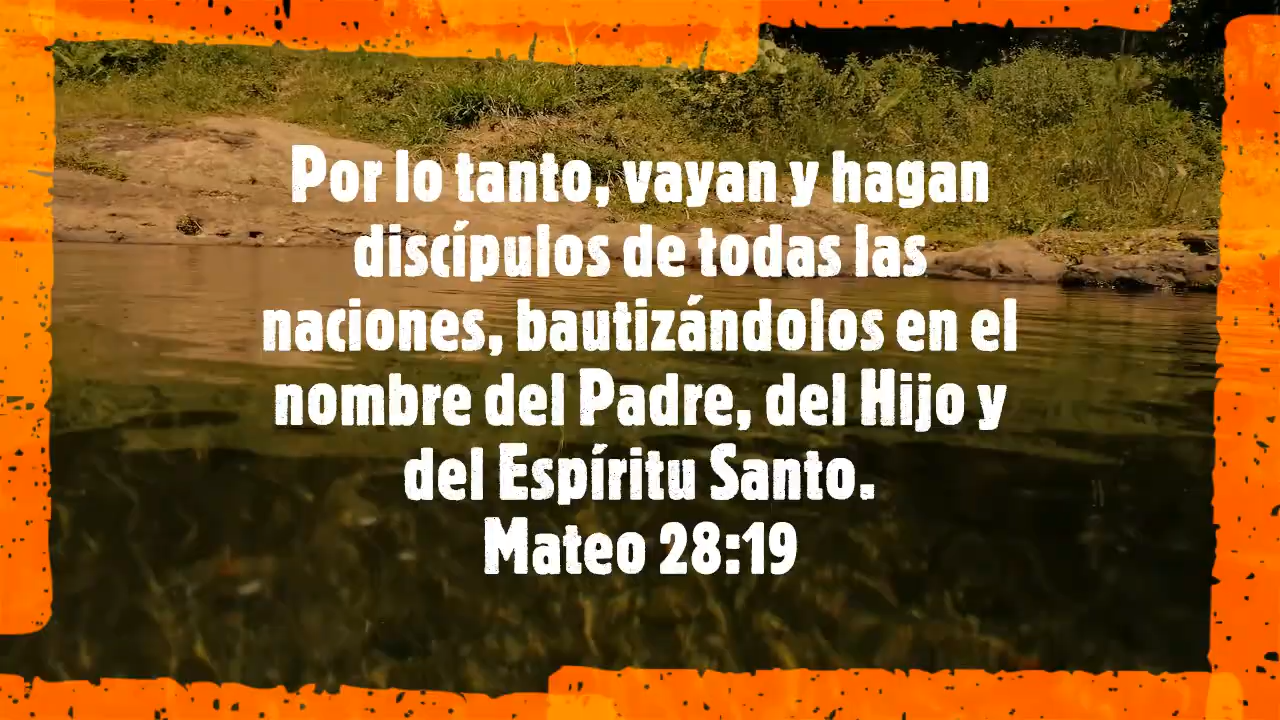 Por lo tanto, vayan y hagan
discípulos de todas las
naciones, bautizándolos en el
nombre del Padre, del Hijo y
del Espíritu Santo.
Mateo 28:19